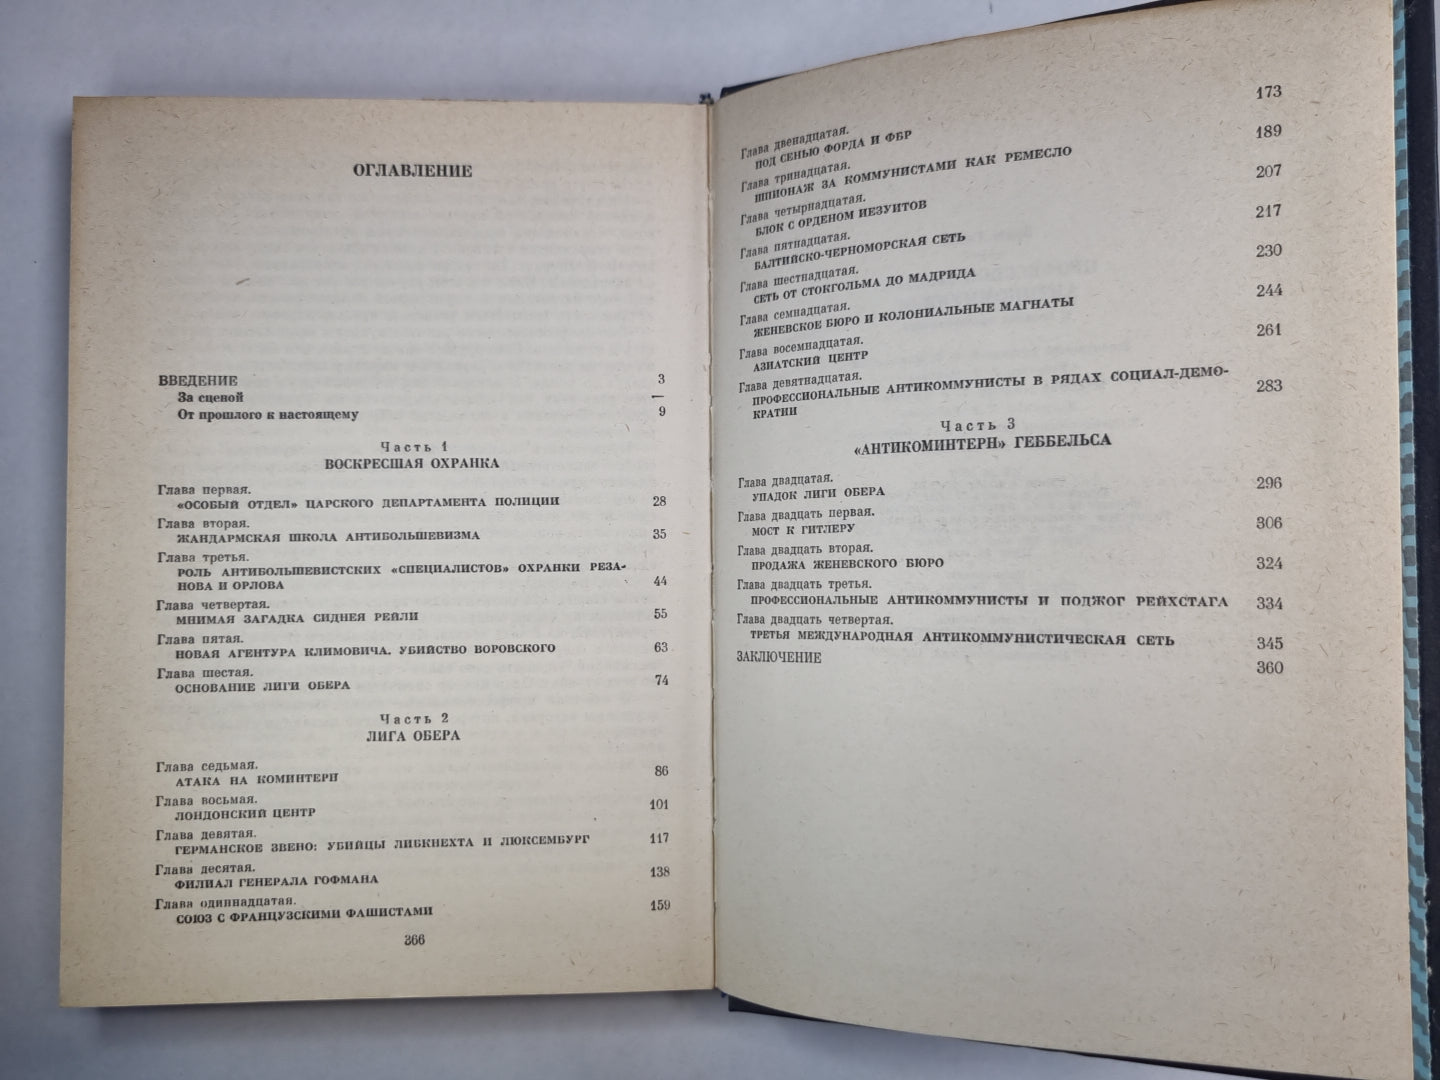 ОГЛАВЛЕНИЕ
ВВЕДЕНИЕ 3
За сценой —
От прошлого к настоящему 9
Часть 1
ВОСКРЕСШАЯ ОХРАНКА
Глава первая.
«ОСОБЫЙ ОТДЕЛ» ЦАРСКОГО ДЕПАРТАМЕНТА ПОЛИЦИИ 28
Глава вторая.
ЖАНДАРМСКАЯ ШКОЛА АНТИБОЛЬШЕВИЗМА 35
Глава третья.
РОЛЬ АНТИБОЛЬШЕВИСТСКИХ «СПЕЦИАЛИСТОВ» ОХРАНКИ РЕЗА-
НОВА И ОРЛОВА 44
Глава четвертая.
МНИМАЯ ЗАГАДКА СИДНЕЯ РЕЙЛИ 55
Глава пятая.
НОВАЯ АГЕНТУРА КЛИМОВИЧА. УБИЙСТВО ВОРОВСКОГО 63
Глава шестая.
ОСНОВАНИЕ ЛИГИ ОБЕРА 74
Часть 2
ЛИГА ОБЕРА
Глава седьмая.
АТАКА НА КОМИНТЕРН 86
Глава восьмая.
ЛОНДОНСКИЙ ЦЕНТР 101
Глава девятая.
ГЕРМАНСКОЕ ЗВЕНО: УБИЙЦЫ ЛИБКНЕХТА И ЛЮКСЕМБУРГ 117
Глава десятая.
ФИЛИАЛ ГЕНЕРАЛА ГОФМАНА 138
Глава одиннадцатая.
СОЮЗ С ФРАНЦУЗСКИМИ ФАШИСТАМИ 159
366
Глава двенадцатая.
ПОД СЕНЬЮ ФОРДА И ФБР 173
Глава тринадцатая.
ШПИОНАЖ ЗА КОММУНИСТАМИ КАК РЕМЕСЛО 189
Глава четырнадцатая.
БЛОК С ОРДЕНОМ ИЕЗУИТОВ 207
Глава пятнадцатая.
БАЛТИЙСКО-ЧЕРНОМОРСКАЯ СЕТЬ 217
Глава шестнадцатая.
СЕТЬ ОТ СТОКГОЛЬМА ДО МАДРИДА 230
Глава семнадцатая.
ЖЕНЕВСКОЕ БЮРО И КОЛОНИАЛЬНЫЕ МАГНАТЫ 244
Глава восемнадцатая.
АЗИАТСКИЙ ЦЕНТР 261
Глава девятнадцатая.
ПРОФЕССИОНАЛЬНЫЕ АНТИКОММУНИСТЫ В РЯДАХ СОЦИАЛ-ДЕМО-
КРАТИИ 283
Часть 3
«АНТИКОМИНТЕРН» ГЕББЕЛЬСА
Глава двадцатая.
УПАДОК ЛИГИ ОБЕРА 296
Глава двадцать первая.
МОСТ К ГИТЛЕРУ 306
Глава двадцать вторая.
ПРОДАЖА ЖЕНЕВСКОГО БЮРО 324
Глава двадцать третья.
ПРОФЕССИОНАЛЬНЫЕ АНТИКОММУНИСТЫ И ПОДЖОГ РЕЙХСТАГА 334
Глава двадцать четвертая.
ТРЕТЬЯ МЕЖДУНАРОДНАЯ АНТИКОММУНИСТИЧЕСКАЯ СЕТЬ 345
ЗАКЛЮЧЕНИЕ 360